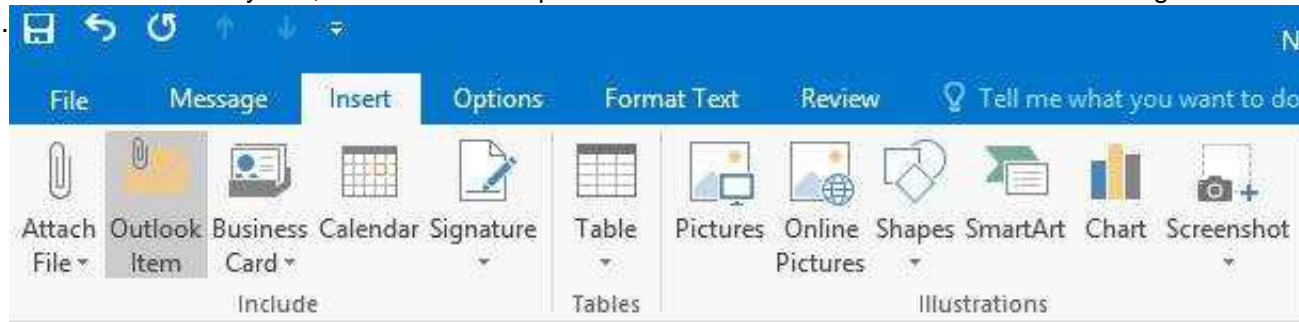 .
N
File Message Insert Options Format Text Review Tell me what you want to do
Attach Outlook Business Calendar Signature Table Pictures Online Shapes SmartArt Chart Screenshot
File Item Card Pictures
Include Tables Illustrations